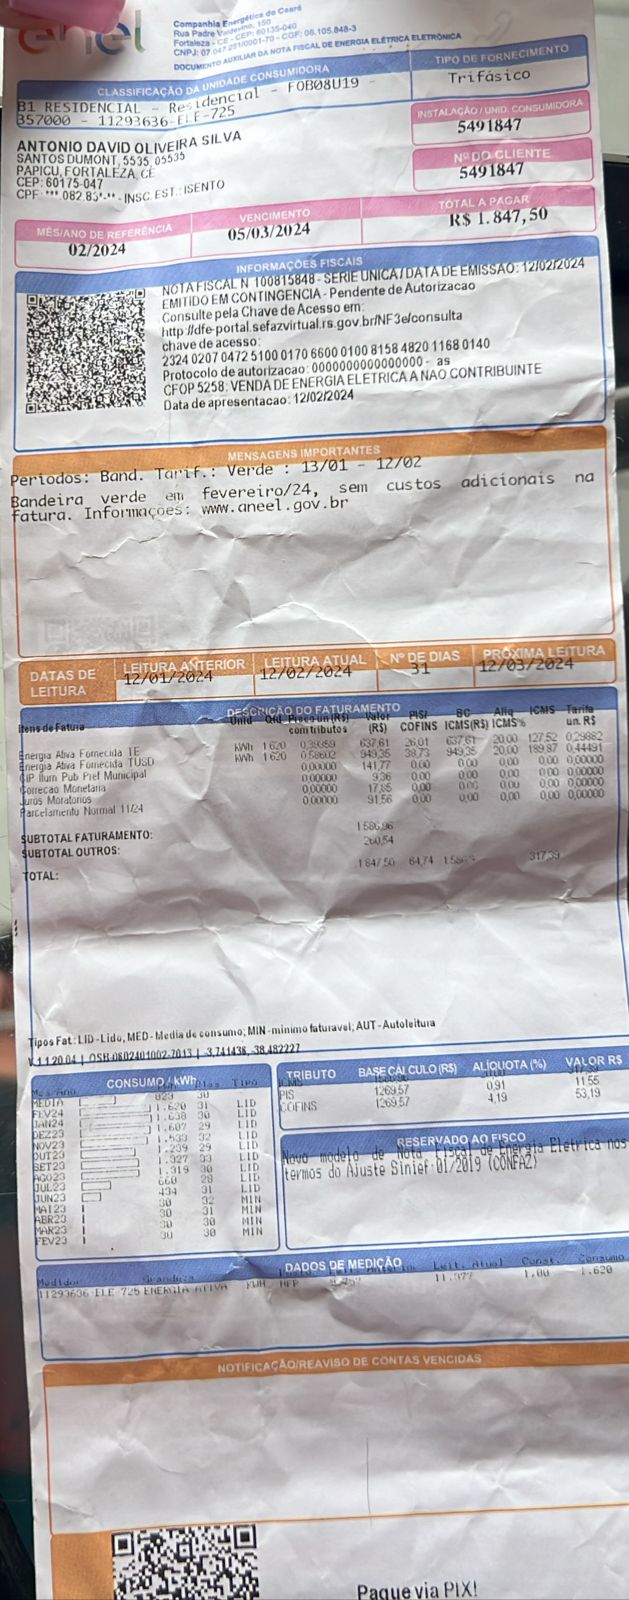 enel
Companhia Energética do Ceará
Rua Padre Valdevino, 150
Fortaleza - CE - CEP: 60135-040
CNPJ: 07.047.251/0001-70 - CGF: 06.105.848-3
DOCUMENTO AUXILIAR DA NOTA FISCAL DE ENERGIA ELÉTRICA ELETRÔNICA
CLASSIFICAÇÃO DA UNIDADE CONSUMIDORA
B1 RESIDENCIAL - Residencial - F0B08U19 -
357000 - 11293636-ELE-725
TIPO DE FORNECIMENTO
Trifásico
ANTONIO DAVID OLIVEIRA SILVA
SANTOS DUMONT, 5535, 05535
PAPICU, FORTALEZA, CE
CEP: 60175-047
CPF: ***.082.83*-** - INSC. EST.: ISENTO
INSTALAÇÃO / UNID. CONSUMIDORA
5491847
Nº DO CLIENTE
5491847
MÊS/ANO DE REFERÊNCIA
02/2024
VENCIMENTO
05/03/2024
TOTAL A PAGAR
R$ 1.847,50
INFORMAÇÕES FISCAIS
NOTA FISCAL N 100815848 - SERIE UNICA / DATA DE EMISSÃO: 12/02/2024
EMITIDO EM CONTINGENCIA - Pendente de Autorizacao
Consulte pela Chave de Acesso em:
http://dfe-portal.sefazvirtual.rs.gov.br/NF3e/consulta
chave de acesso:
2324 0207 0472 5100 0170 6600 0100 8158 4820 1168 0140
Protocolo de autorizacao: 0000000000000000 - as
CFOP 5258: VENDA DE ENERGIA ELETRICA A NAO CONTRIBUINTE
Data de apresentacao: 12/02/2024
MENSAGENS IMPORTANTES
Periodos: Band. Tarif.: Verde : 13/01 - 12/02
Bandeira verde em fevereiro/24, sem custos adicionais na
fatura. Informações: www.aneel.gov.br
DATAS DE LEITURA
LEITURA ANTERIOR
12/01/2024
LEITURA ATUAL
12/02/2024
Nº DE DIAS
31
PRÓXIMA LEITURA
12/03/2024
DESCRIÇÃO DO FATURAMENTO
Itens de Fatura Unid Qtd Preço un (R$) com tributos Valor (R$) PIS/ COFINS BC ICMS(R$) Aliq ICMS% ICMS Tarifa un. R$
Energia Ativa Fornecida TE kWh 1.620 0,39359 637,61 26,01 637,61 20,00 127,52 0,29882
Energia Ativa Fornecida TUSD kWh 1.620 0,58602 949,35 38,73 949,35 20,00 189,87 0,44491
CIP Ilum Pub Pref Municipal 0,00000 141,77 0,00 0,00 0,00 0,00 0,00000
Correcao Monetaria 0,00000 9,36 0,00 0,00 0,00 0,00 0,00000
Juros Moratorios 0,00000 17,85 0,00 0,00 0,00 0,00 0,00000
Parcelamento Normal 11/24 0,00000 91,56 0,00 0,00 0,00 0,00 0,00000
SUBTOTAL FATURAMENTO: 1586,96
SUBTOTAL OUTROS: 260,54
TOTAL: 1847,50 64,74 317,39
Tipos Fat.: LID - Lido, MED - Media de consumo; MIN - minimo faturavel; AUT - Autoleitura
V.1.1.20.04 | OSB-0602401002-7013 | -3,741436, -38,482227
CONSUMO / kWh
Dias Tipo
MEDIA 823 30
FEV24 1.620 31 LID
JAN24 1.638 30 LID
DEZ23 1.607 29 LID
NOV23 1.533 32 LID
OUT23 1.239 29 LID
SET23 1.327 33 LID
AGO23 1.319 30 LID
JUL23 660 28 LID
JUN23 434 31 LID
MAI23 30 32 MIN
ABR23 30 31 MIN
MAR23 30 30 MIN
FEV23 30 30 MIN
TRIBUTO BASE CÁLCULO (R$) ALÍQUOTA (%) VALOR R$
ICMS
PIS 1269,57 0,91 11,55
COFINS 1269,57 4,19 53,19
RESERVADO AO FISCO
Novo modelo de Nota Fiscal de Energia Elétrica nos
termos do Ajuste Sinief 01/2019 (CONFAZ)
DADOS DE MEDIÇÃO
Medidor Grandeza Leit. Atual Const. Consumo
11293636-ELE-725 ENERGIA ATIVA KWH HFP 11.977 1.00 1.620
NOTIFICAÇÃO/REAVISO DE CONTAS VENCIDAS
Pague via PIX!